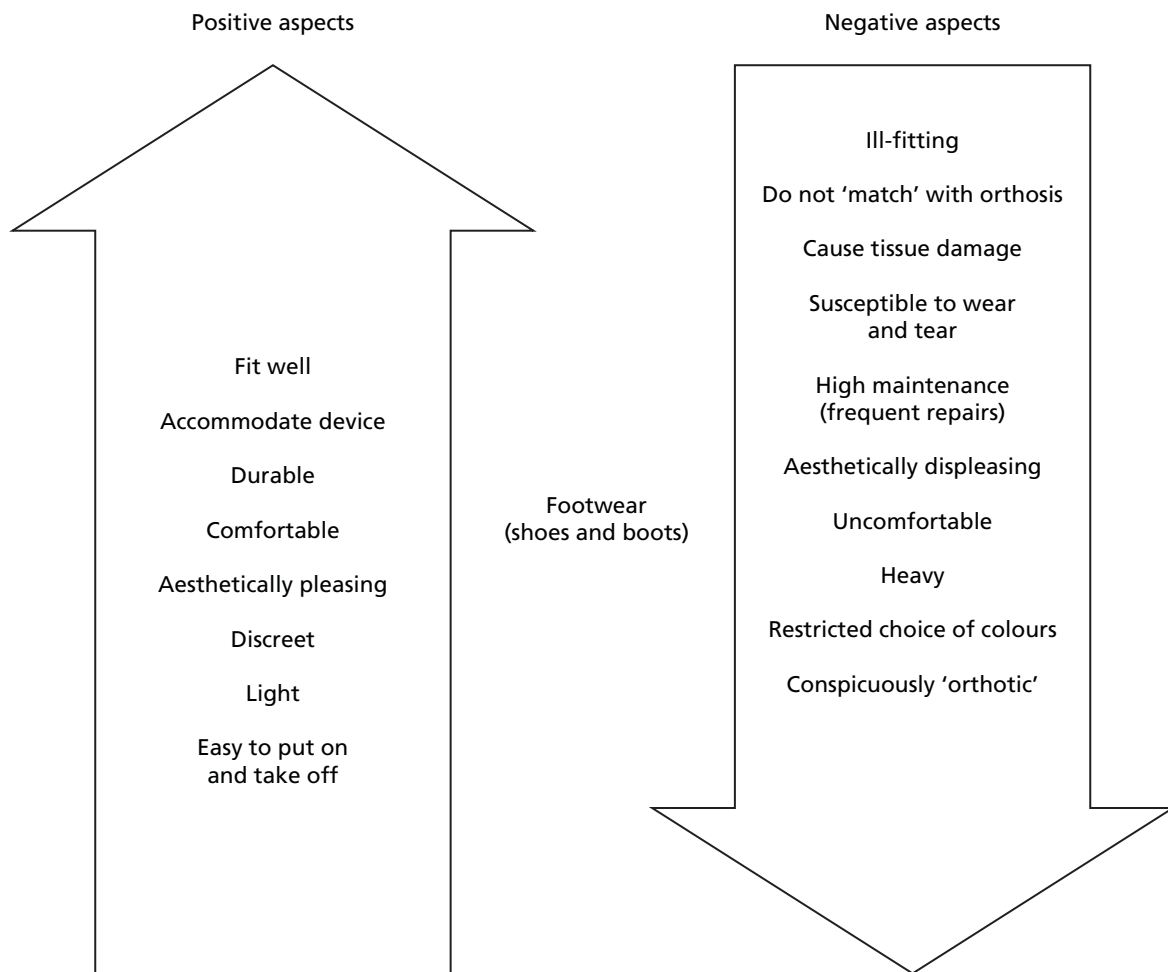 Positive aspects
Fit well
Accommodate device
Durable
Comfortable
Aesthetically pleasing
Discreet
Light
Easy to put on
and take off
Footwear
(shoes and boots)
Negative aspects
Ill-fitting
Do not ‘match’ with orthosis
Cause tissue damage
Susceptible to wear
and tear
High maintenance
(frequent repairs)
Aesthetically displeasing
Uncomfortable
Heavy
Restricted choice of colours
Conspicuously ‘orthotic’